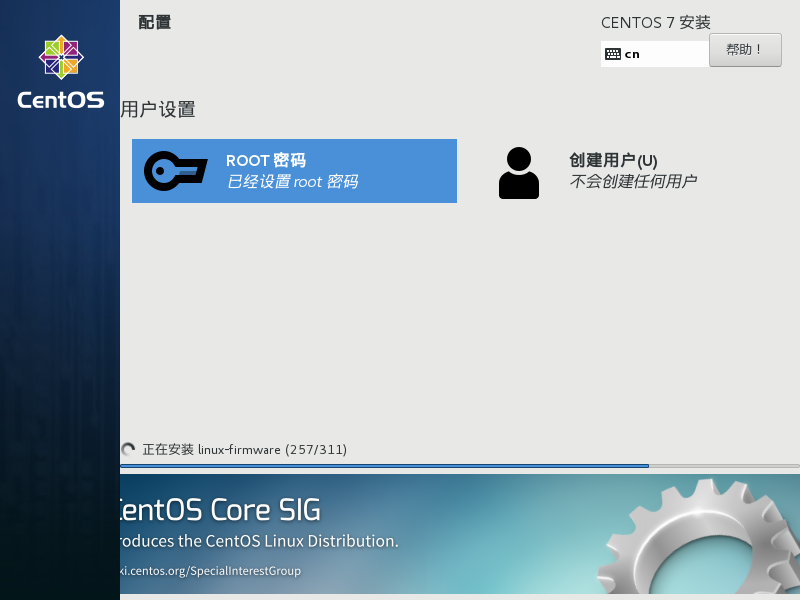 CentOS
配置
CENTOS 7 安装
cn
帮助！
用户设置
ROOT 密码
已经设置 root 密码
创建用户(U)
不会创建任何用户
正在安装 linux-firmware (257/311)
CentOS Core SIG
roduces the CentOS Linux Distribution.
ki.centos.org/SpecialInterestGroup